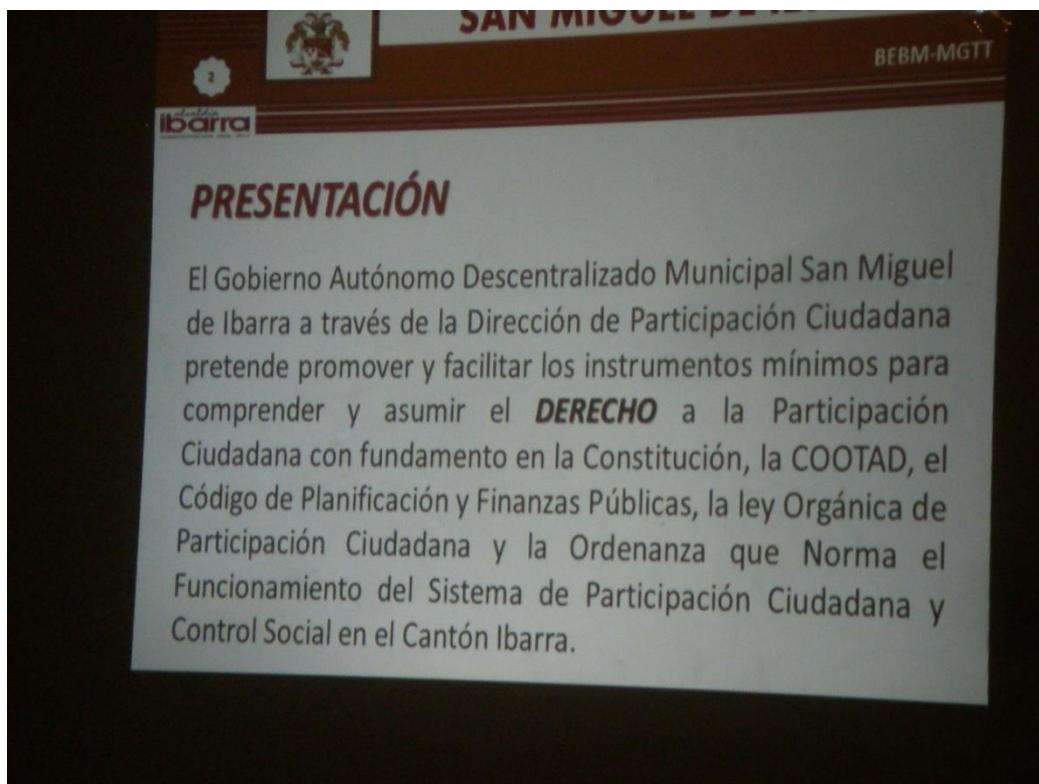 SAN MIGUEL DE
BEBM-MGTT
2
alcaldía
ibarra
PRESENTACIÓN
El Gobierno Autónomo Descentralizado Municipal San Miguel
de Ibarra a través de la Dirección de Participación Ciudadana
pretende promover y facilitar los instrumentos mínimos para
comprender y asumir el DERECHO a la Participación
Ciudadana con fundamento en la Constitución, la COOTAD, el
Código de Planificación y Finanzas Públicas, la ley Orgánica de
Participación Ciudadana y la Ordenanza que Norma el
Funcionamiento del Sistema de Participación Ciudadana y
Control Social en el Cantón Ibarra.